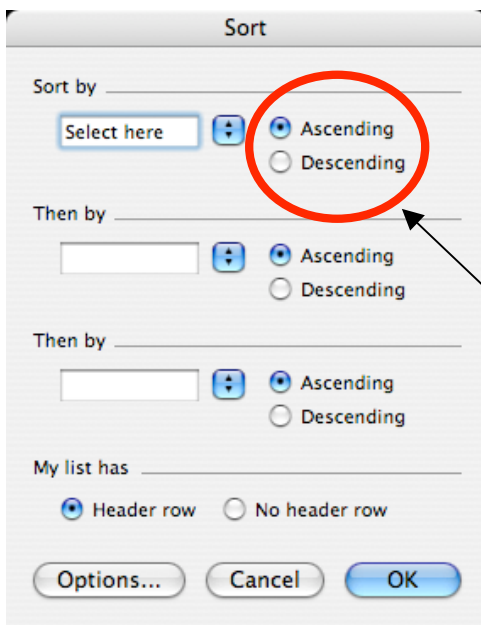 Sort
Sort by
Select here
Ascending
Descending
Then by
Ascending
Descending
Then by
Ascending
Descending
My list has
Header row No header row
Options... Cancel OK